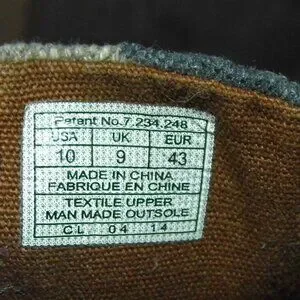 Patent No.7,234,248
USA UK EUR
10 9 43
MADE IN CHINA
FABRIQUE EN CHINE
TEXTILE UPPER
MAN MADE OUTSOLE
CL 04 14